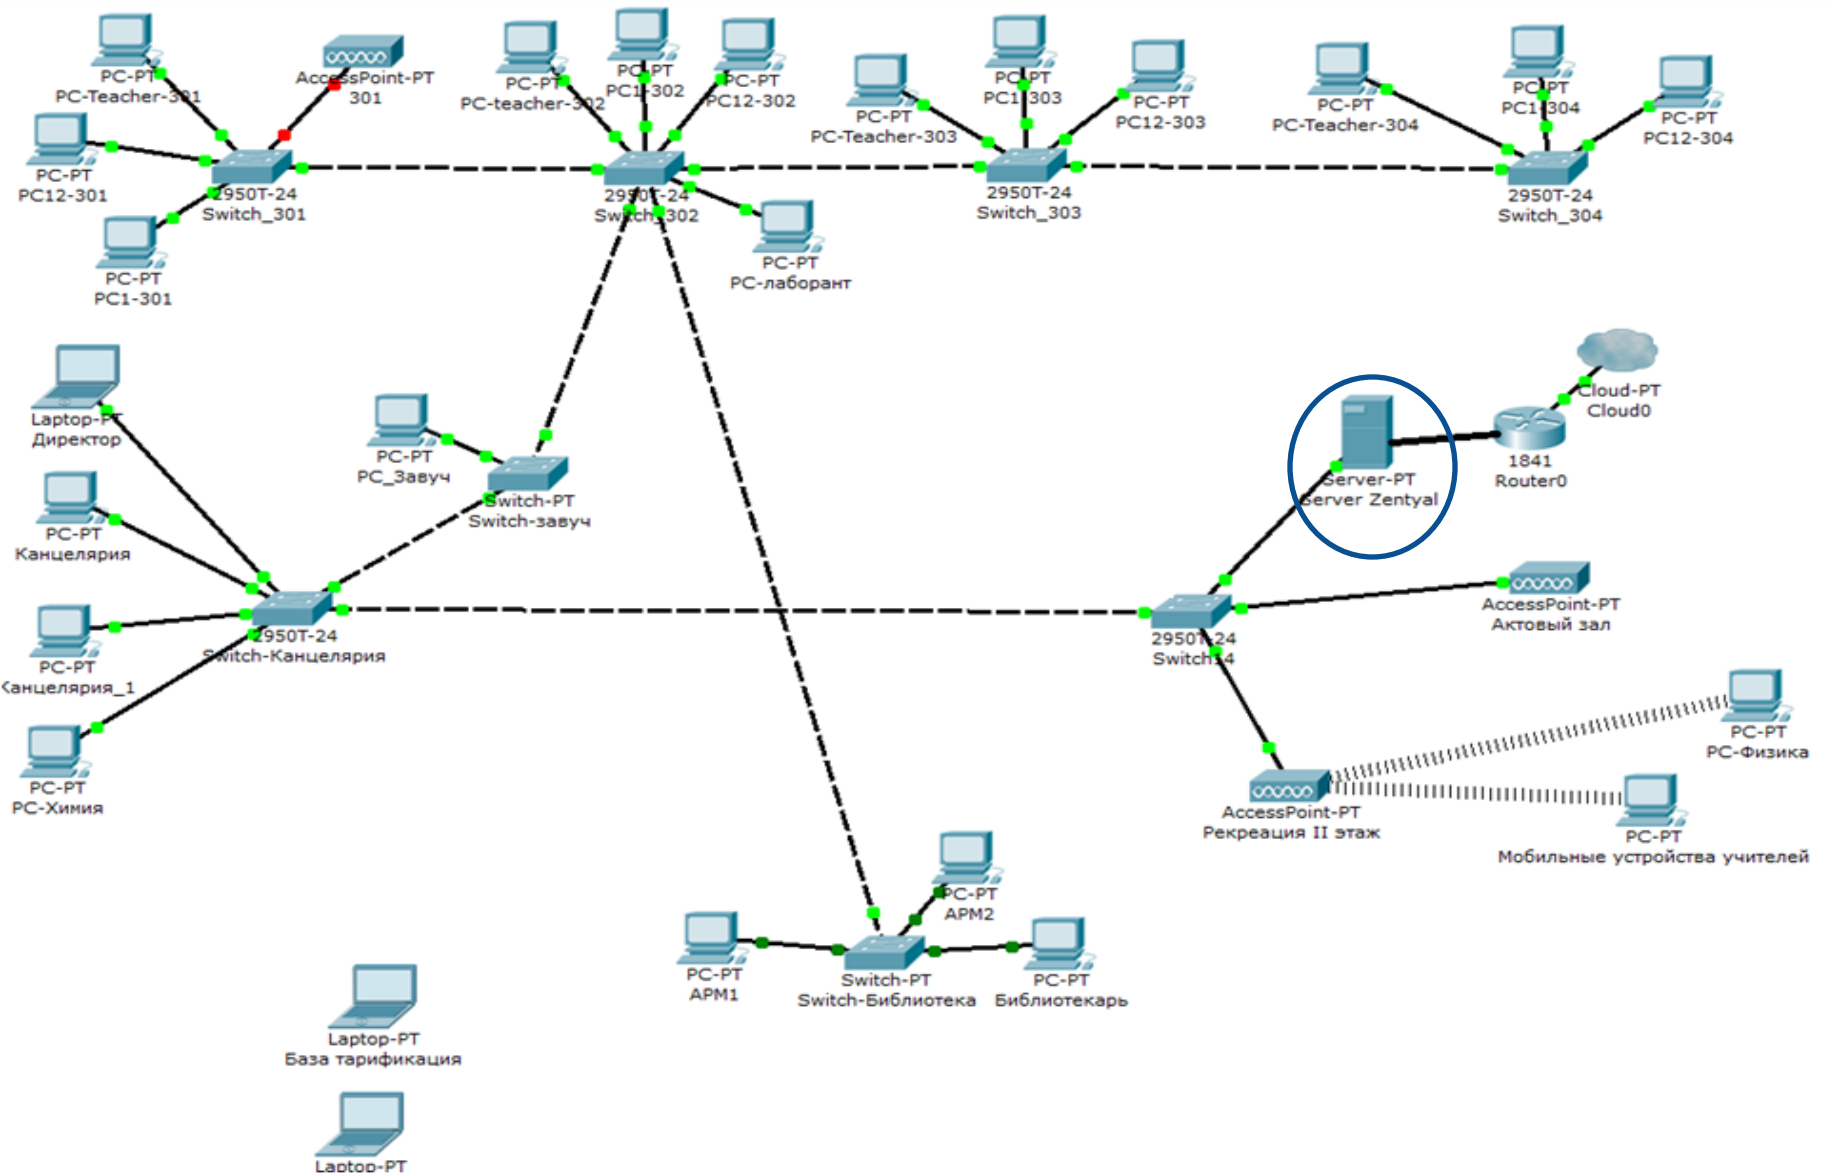 PC-PT
PC-Teacher-301
AccessPoint-PT
301
PC-PT
PC-teacher-302
PC-PT
PC1-302
PC-PT
PC12-302
PC-PT
PC-Teacher-303
PC-PT
PC1-303
PC-PT
PC12-303
PC-PT
PC-Teacher-304
PC-PT
PC1-304
PC-PT
PC12-304
PC-PT
PC12-301
2950T-24
Switch_301
2950T-24
Switch_302
2950T-24
Switch_303
2950T-24
Switch_304
PC-PT
PC1-301
PC-PT
PC-лаборант
Laptop-PT
Директор
PC-PT
PC_Завуч
Switch-PT
Switch-завуч
Server-PT
Server Zentyal
1841
Router0
Cloud-PT
Cloud0
PC-PT
Канцелярия
PC-PT
Канцелярия_1
2950T-24
Switch-Канцелярия
2950T-24
Switch14
AccessPoint-PT
Актовый зал
PC-PT
PC-Химия
PC-PT
PC-Физика
AccessPoint-PT
Рекреация II этаж
PC-PT
Мобильные устройства учителей
PC-PT
АРМ2
PC-PT
АРМ1
Switch-PT
Switch-Библиотека
PC-PT
Библиотекарь
Laptop-PT
База тарификация
Laptop-PT